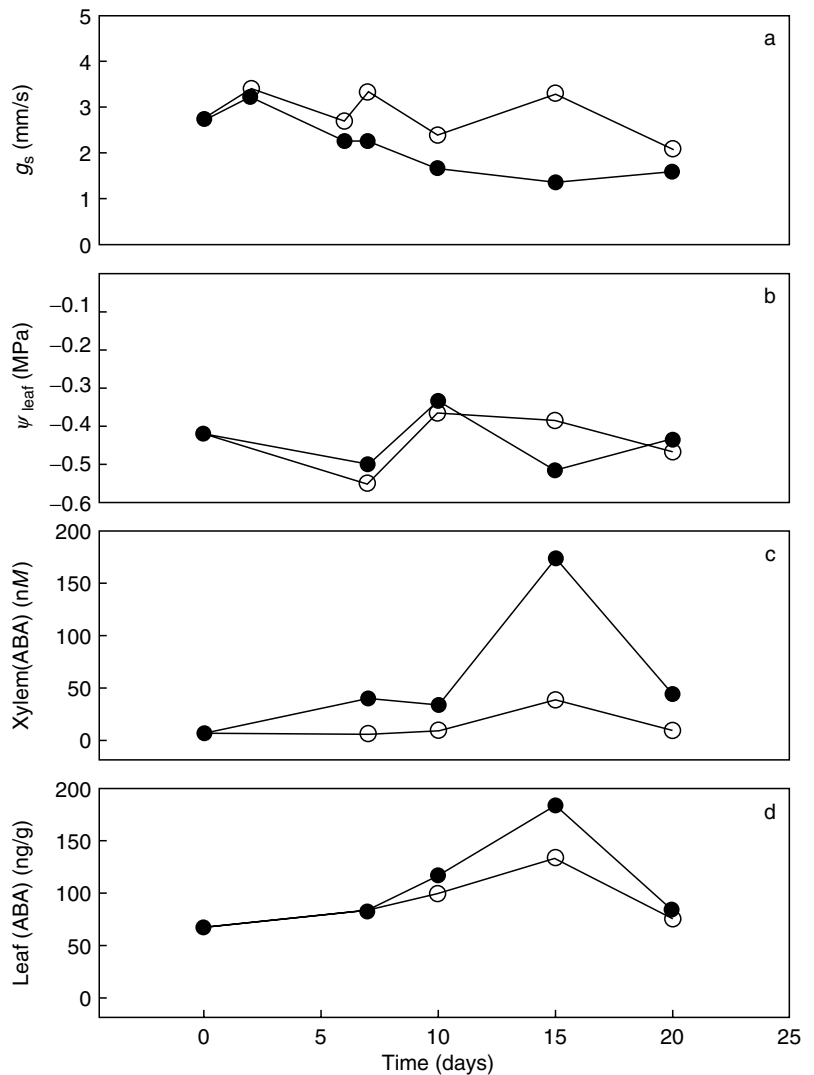 a
g_s (mm/s)
5
4
3
2
1
0
b
ψ leaf (MPa)
–0.1
–0.2
–0.3
–0.4
–0.5
–0.6
c
Xylem(ABA) (nM)
200
150
100
50
0
d
Leaf (ABA) (ng/g)
200
150
100
50
0
0 5 10 15 20 25
Time (days)